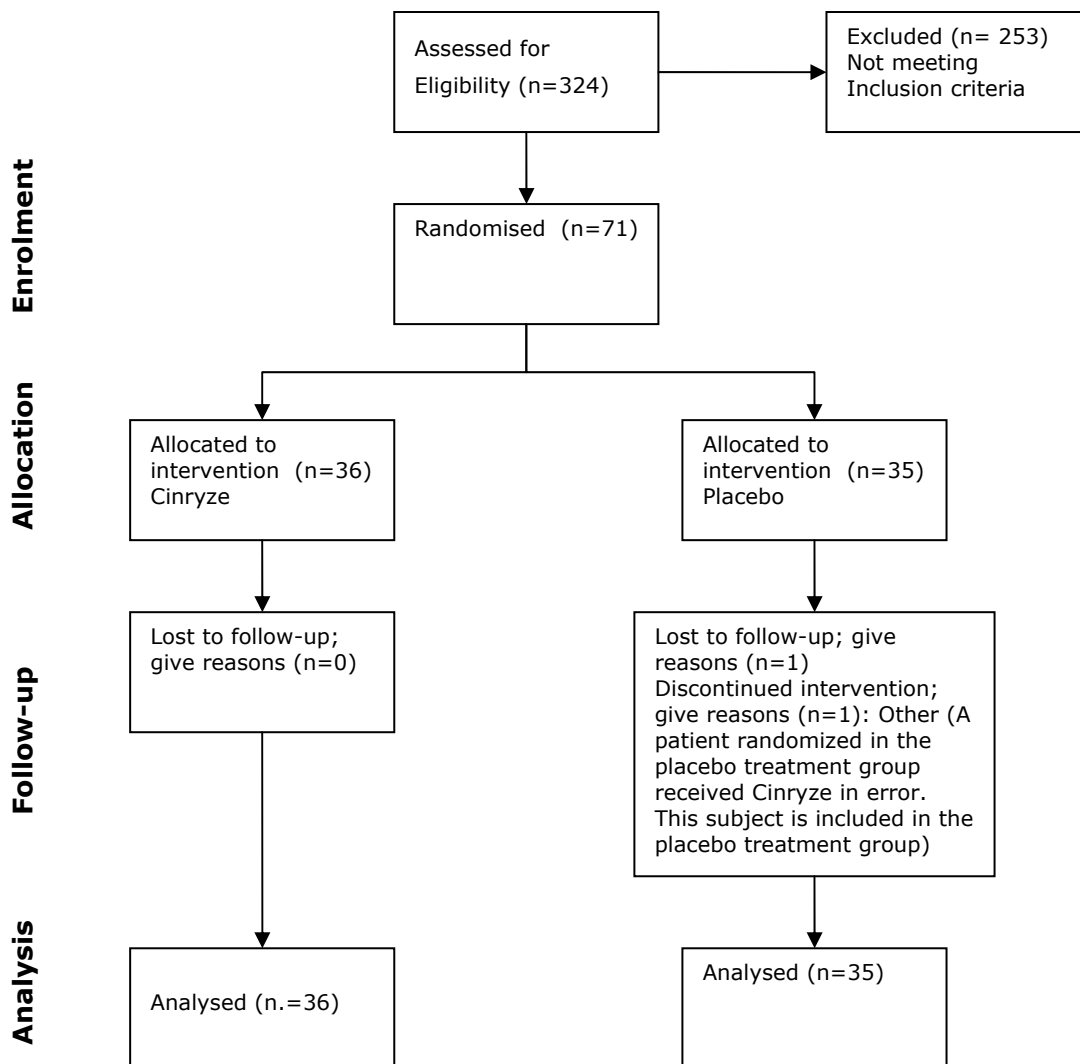 Assessed for
Eligibility (n=324)
Excluded (n= 253)
Not meeting
Inclusion criteria
Enrolment
Randomised (n=71)
Allocation
Allocated to
intervention (n=36)
Cinryze
Allocated to
intervention (n=35)
Placebo
Follow-up
Lost to follow-up;
give reasons (n=0)
Lost to follow-up; give
reasons (n=1)
Discontinued intervention;
give reasons (n=1): Other (A
patient randomized in the
placebo treatment group
received Cinryze in error.
This subject is included in the
placebo treatment group)
Analysis
Analysed (n.=36)
Analysed (n=35)